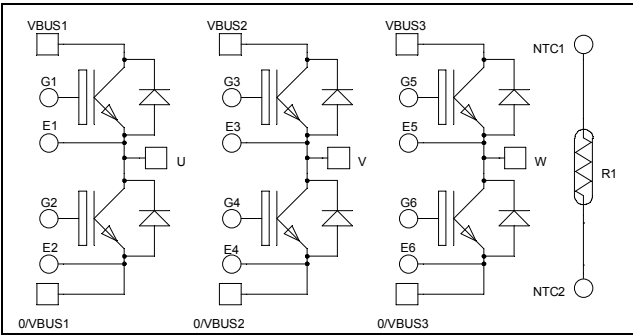 VBUS1
VBUS2
VBUS3
NTC1
G1
G3
G5
E1
E3
E5
U
V
W
R1
G2
G4
G6
E2
E4
E6
NTC2
0/VBUS1
0/VBUS2
0/VBUS3